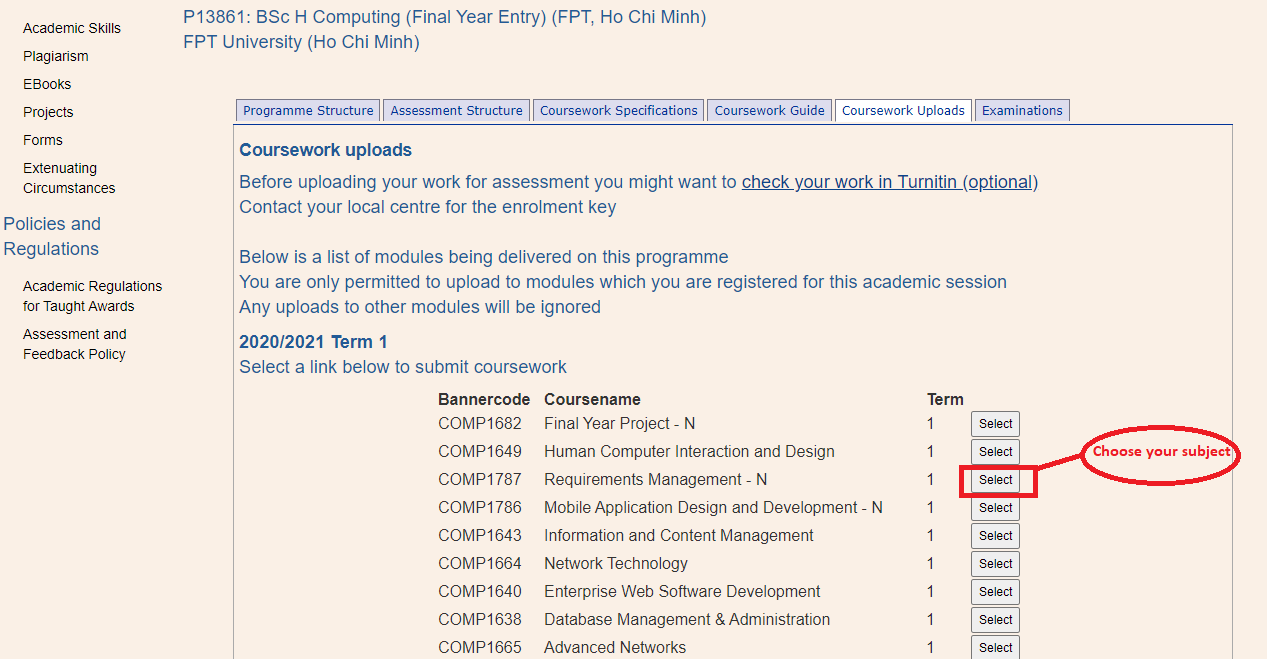 P13861: BSc H Computing (Final Year Entry) (FPT, Ho Chi Minh)
FPT University (Ho Chi Minh)
Academic Skills
Plagiarism
EBooks
Projects
Forms
Extenuating
Circumstances
Policies and
Regulations
Academic Regulations
for Taught Awards
Assessment and
Feedback Policy
Programme Structure Assessment Structure Coursework Specifications Coursework Guide Coursework Uploads Examinations
Coursework uploads
Before uploading your work for assessment you might want to check your work in Turnitin (optional)
Contact your local centre for the enrolment key
Below is a list of modules being delivered on this programme
You are only permitted to upload to modules which you are registered for this academic session
Any uploads to other modules will be ignored
2020/2021 Term 1
Select a link below to submit coursework
Bannercode Coursename Term
COMP1682 Final Year Project - N 1 Select
COMP1649 Human Computer Interaction and Design 1 Select
Choose your subject
COMP1787 Requirements Management - N 1 Select
COMP1786 Mobile Application Design and Development - N 1 Select
COMP1643 Information and Content Management 1 Select
COMP1664 Network Technology 1 Select
COMP1640 Enterprise Web Software Development 1 Select
COMP1638 Database Management & Administration 1 Select
COMP1665 Advanced Networks 1 Select